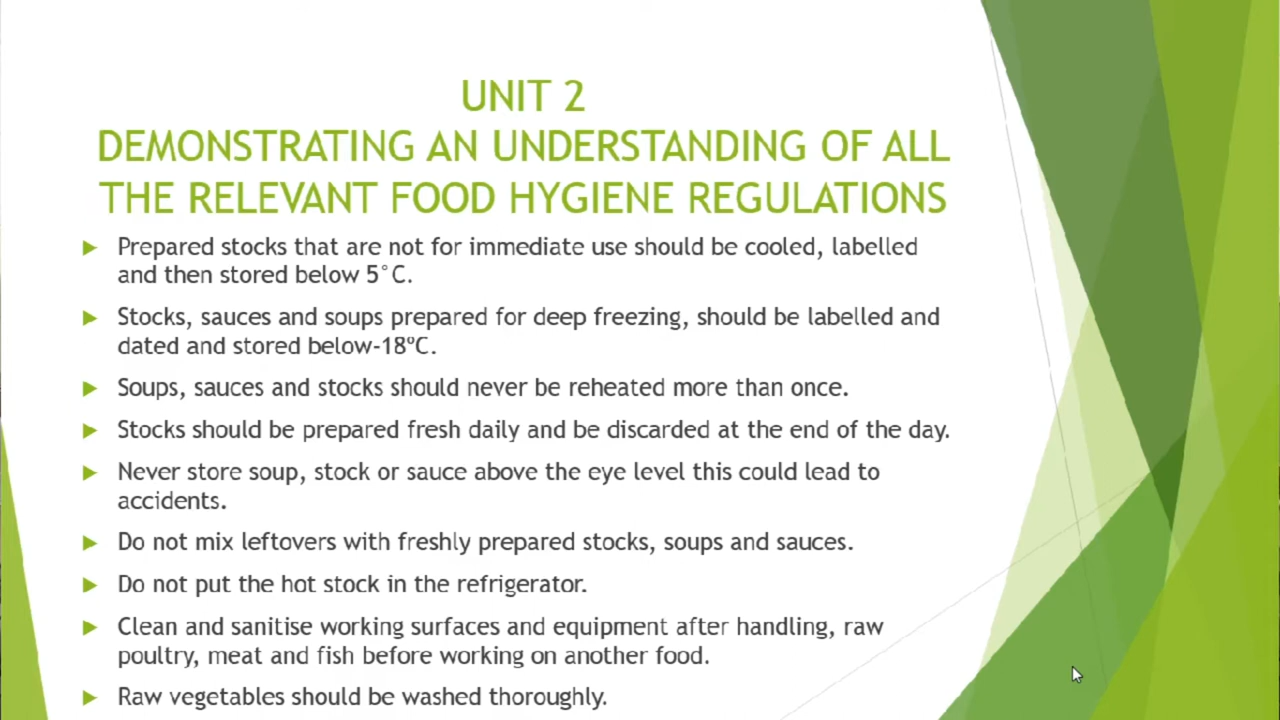 UNIT 2
DEMONSTRATING AN UNDERSTANDING OF ALL
THE RELEVANT FOOD HYGIENE REGULATIONS
Prepared stocks that are not for immediate use should be cooled, labelled
and then stored below 5°C.
Stocks, sauces and soups prepared for deep freezing, should be labelled and
dated and stored below-18ºC.
Soups, sauces and stocks should never be reheated more than once.
Stocks should be prepared fresh daily and be discarded at the end of the day.
Never store soup, stock or sauce above the eye level this could lead to
accidents.
Do not mix leftovers with freshly prepared stocks, soups and sauces.
Do not put the hot stock in the refrigerator.
Clean and sanitise working surfaces and equipment after handling, raw
poultry, meat and fish before working on another food.
Raw vegetables should be washed thoroughly.